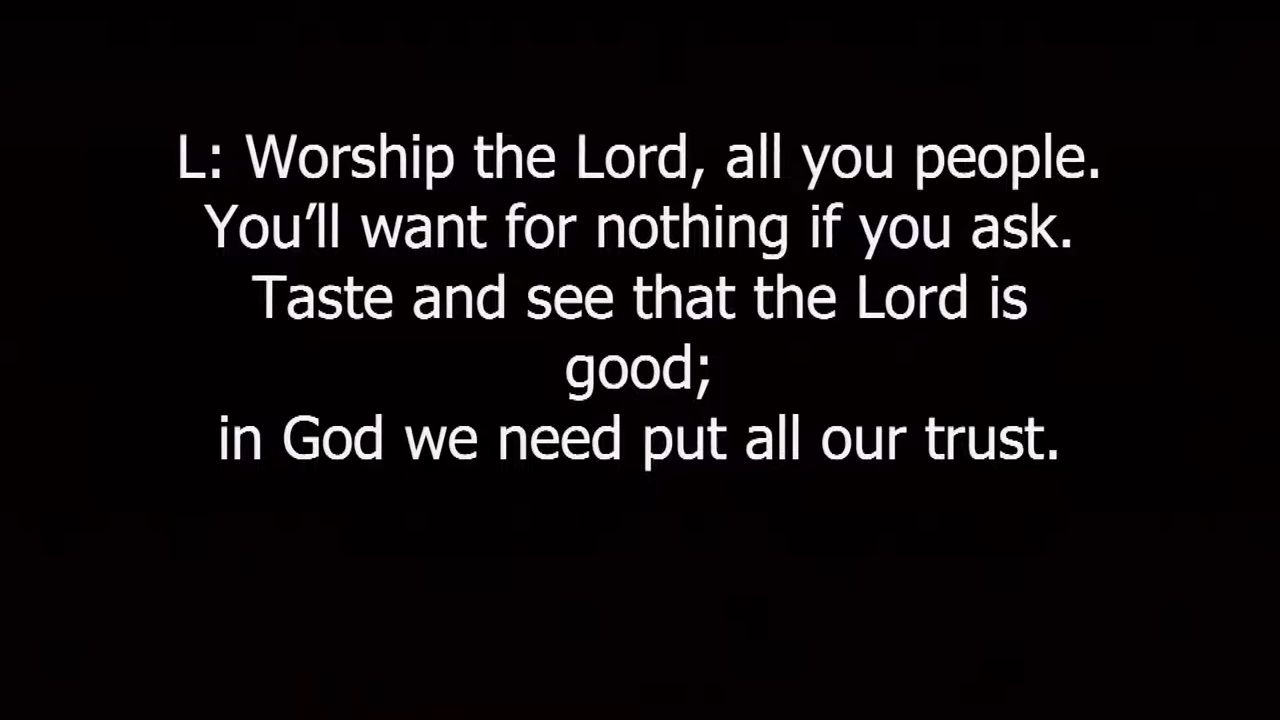 L: Worship the Lord, all you people.
You’ll want for nothing if you ask.
Taste and see that the Lord is
good;
in God we need put all our trust.